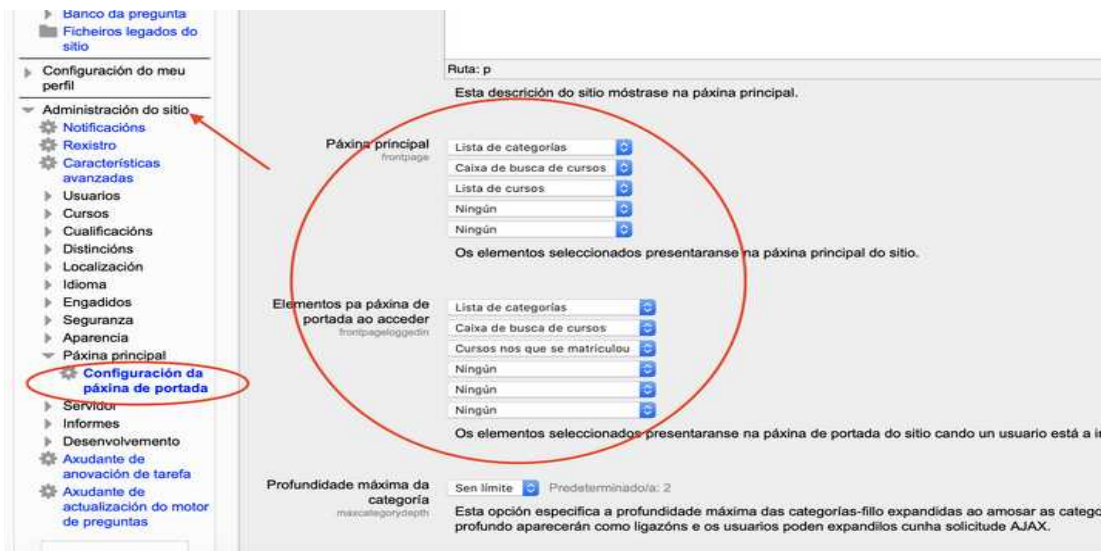 Banco da pregunta
Ficheiros legados do
sitio
Configuración do meu
perfil
Administración do sitio
Notificacións
Rexistro
Características
avanzadas
Usuarios
Cursos
Cualificacións
Distincións
Localización
Idioma
Engadidos
Seguranza
Aparencia
Páxina principal
Configuración da
páxina de portada
Servidor
Informes
Desenvolvemento
Axudante de
anovación de tarefa
Axudante de
actualización do motor
de preguntas
Ruta: p
Esta descrición do sitio móstrase na páxina principal.
Páxina principal
frontpage
Lista de categorías
Caixa de busca de cursos
Lista de cursos
Ningún
Ningún
Os elementos seleccionados presentaranse na páxina principal do sitio.
Elementos pa páxina de
portada ao acceder
frontpageloggedin
Lista de categorías
Caixa de busca de cursos
Cursos nos que se matriculou
Ningún
Ningún
Ningún
Os elementos seleccionados presentaranse na páxina de portada do sitio cando un usuario está a
Profundidade máxima da
categoría
maxcategorydepth
Sen límite Predeterminado/a: 2
Esta opción especifica a profundidade máxima das categorías-fillo expandidas ao amosar as
profundo aparecerán como ligazóns e os usuarios poden expandilos cunha solicitude AJAX.